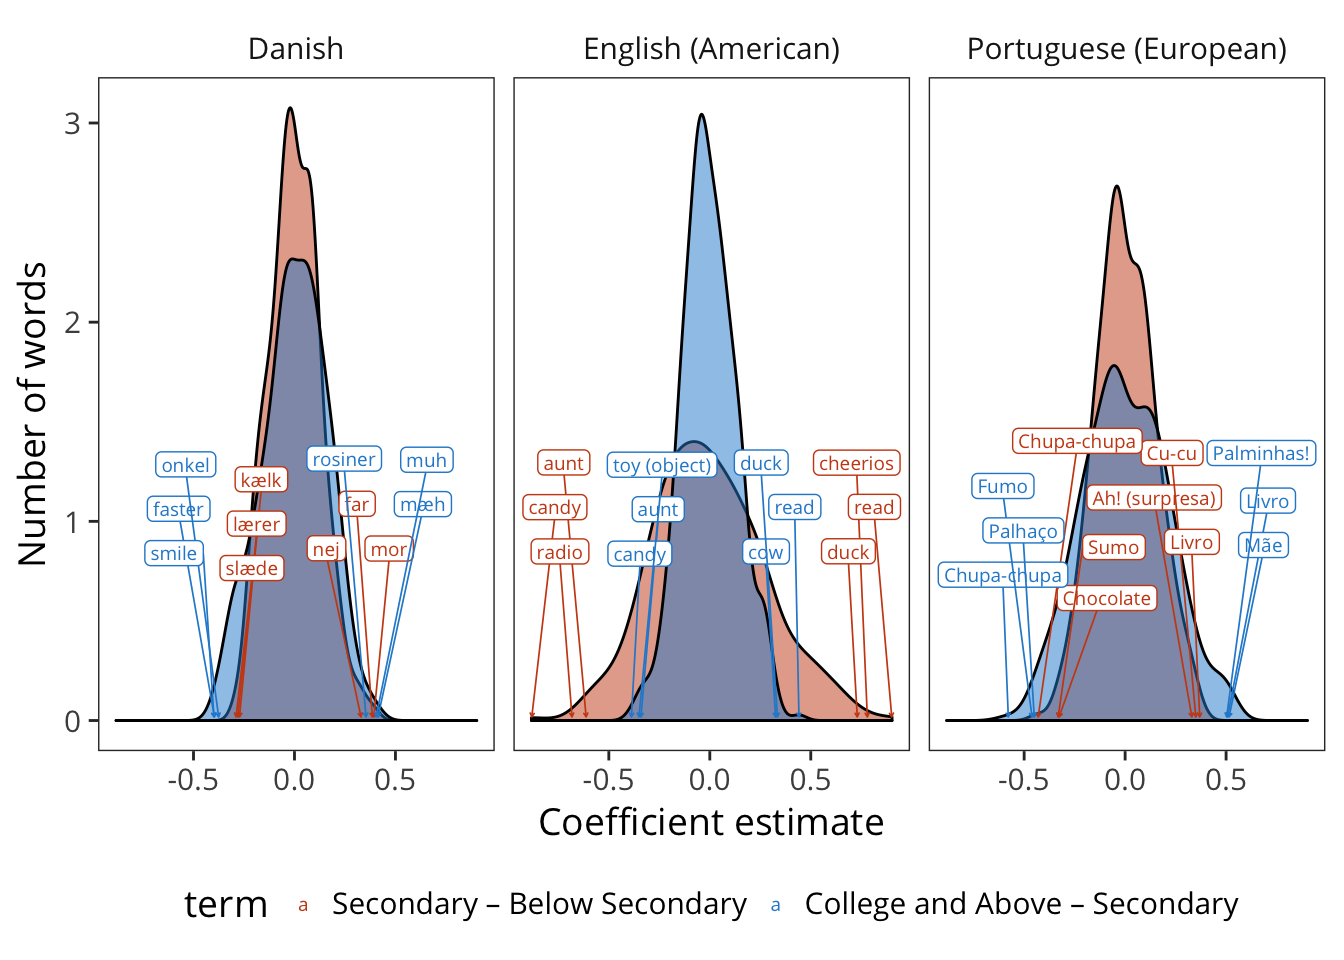 Danish
English (American)
Portuguese (European)
Number of words
3
2
1
0
onkel
faster
smile
kælk
lærer
slæde
rosiner
far
nej
mor
muh
mæh
aunt
candy
radio
toy (object)
aunt
candy
duck
read
cow
cheerios
read
duck
Chupa-chupa
Cu-cu
Palminhas!
Fumo
Ah! (surpresa)
Livro
Palhaço
Sumo
Livro
Mãe
Chupa-chupa
Chocolate
-0.5 0.0 0.5
-0.5 0.0 0.5
-0.5 0.0 0.5
Coefficient estimate
term a Secondary – Below Secondary a College and Above – Secondary